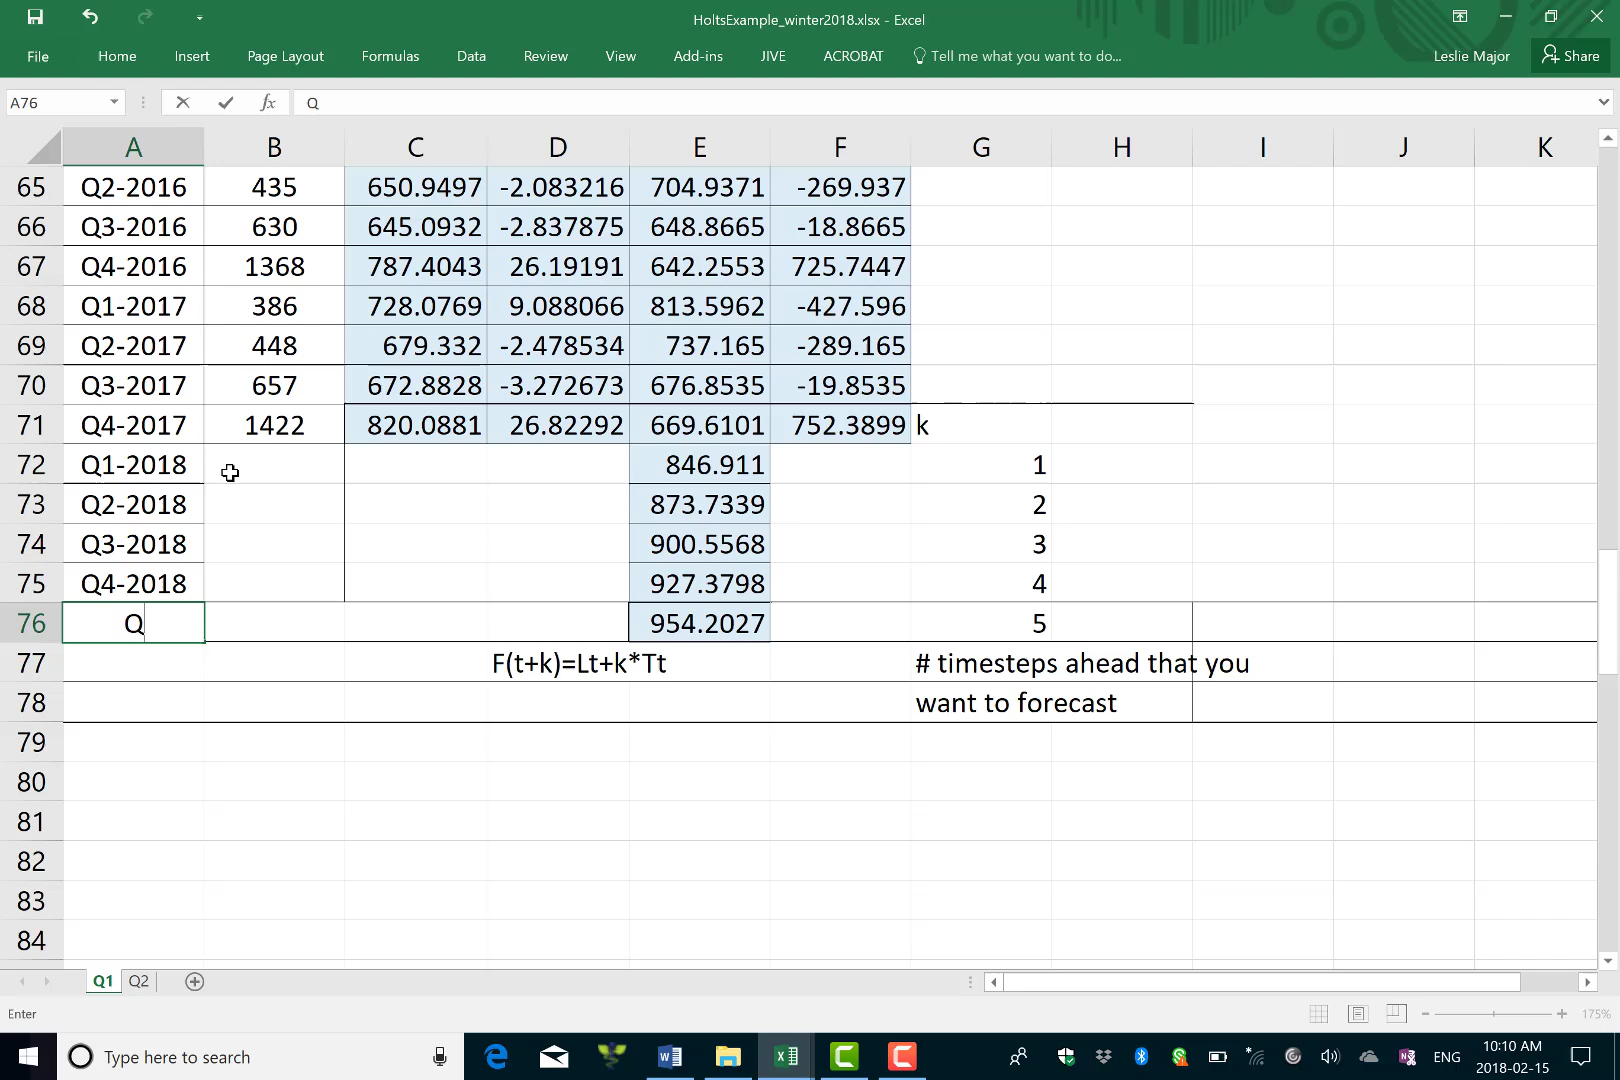 HoltsExample_winter2018.xlsx - Excel
File Home Insert Page Layout Formulas Data Review View Add-ins JIVE ACROBAT Tell me what you want to do... Leslie Major Share
A76 fx Q
A B C D E F G H I J K
65 Q2-2016 435 650.9497 -2.083216 704.9371 -269.937
66 Q3-2016 630 645.0932 -2.837875 648.8665 -18.8665
67 Q4-2016 1368 787.4043 26.19191 642.2553 725.7447
68 Q1-2017 386 728.0769 9.088066 813.5962 -427.596
69 Q2-2017 448 679.332 -2.478534 737.165 -289.165
70 Q3-2017 657 672.8828 -3.272673 676.8535 -19.8535
71 Q4-2017 1422 820.0881 26.82292 669.6101 752.3899 k
72 Q1-2018 846.911 1
73 Q2-2018 873.7339 2
74 Q3-2018 900.5568 3
75 Q4-2018 927.3798 4
76 Q 954.2027 5
77 F(t+k)=Lt+k*Tt # timesteps ahead that you
78 want to forecast
79
80
81
82
83
84
Q1 Q2
Enter 175%
Type here to search ENG 10:10 AM
2018-02-15